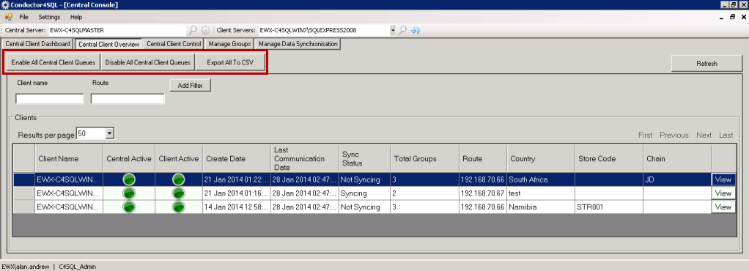 Conductor4SQL - [Central Console]
File Settings Help
Central Server: EWX-C4SQLMASTER Client Servers: EWX-C4SQLWIN7\SQLEXPRESS2008
Central Client Dashboard Central Client Overview Central Client Control Manage Groups Manage Data Synchronisation
Enable All Central Client Queues Disable All Central Client Queues Export All To CSV Refresh
Client name Route Add Filter
Clients
Results per page 50 First Previous Next Last
Client Name Central Active Client Active Create Date Last Communication Date Sync Status Total Groups Route Country Store Code Chain
EWX-C4SQLWIN... 21 Jan 2014 01:22:... 28 Jan 2014 02:47:... Not Syncing 3 192.168.70.66 South Africa JD View
EWX-C4SQLWIN... 21 Jan 2014 01:16:... 28 Jan 2014 02:47:... Syncing 2 192.168.70.67 test View
EWX-C4SQLWIN... 14 Jan 2014 12:58:... 28 Jan 2014 02:47:... Not Syncing 3 192.168.70.66 Namibia STR001 View
EWX\alan.andrew | C4SQL_Admin